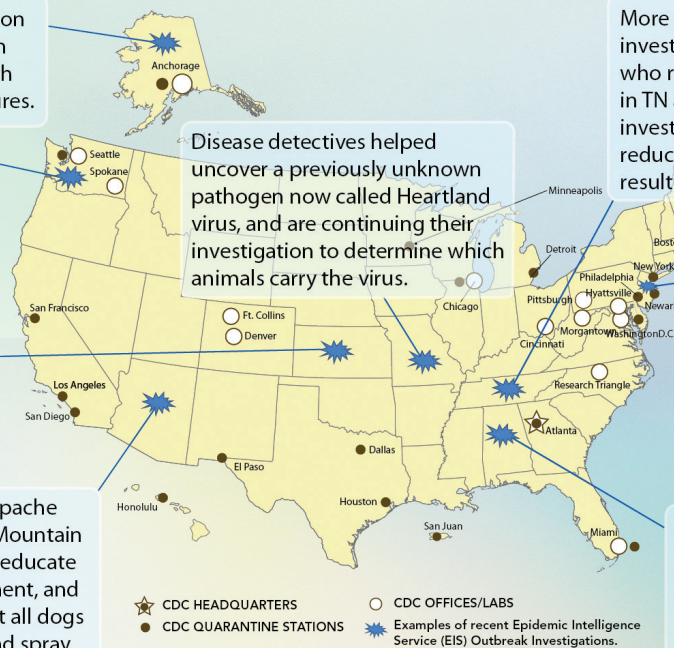 on
Anchorage
More
invest
who r
in TN
invest
reduc
result
Seattle
Spokane
Disease detectives helped
uncover a previously unknown
pathogen now called Heartland
virus, and are continuing their
investigation to determine which
animals carry the virus.
Minneapolis
Detroit
Bost
New York
Philadelphia
Pittsburgh
Hyattsville
Newar
Chicago
Morgantown
Washington D.C
Cincinnati
San Francisco
Ft. Collins
Denver
Research Triangle
Los Angeles
San Diego
Atlanta
Dallas
El Paso
Honolulu
Houston
San Juan
Miami
pache
Mountain
educate
ent, and
t all dogs
nd spray
CDC HEADQUARTERS
CDC OFFICES/LABS
CDC QUARANTINE STATIONS
Examples of recent Epidemic Intelligence
Service (EIS) Outbreak Investigations.